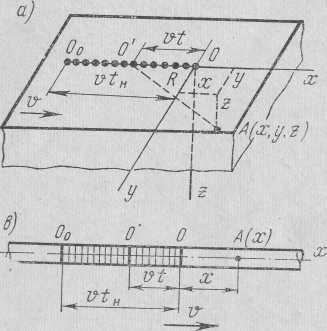 а)
vt
O₀ O' O
y x
R x
vtн z
v A(x,y,z)
y
z
в)
O₀ O' O A(x) x
vt x
vtн v